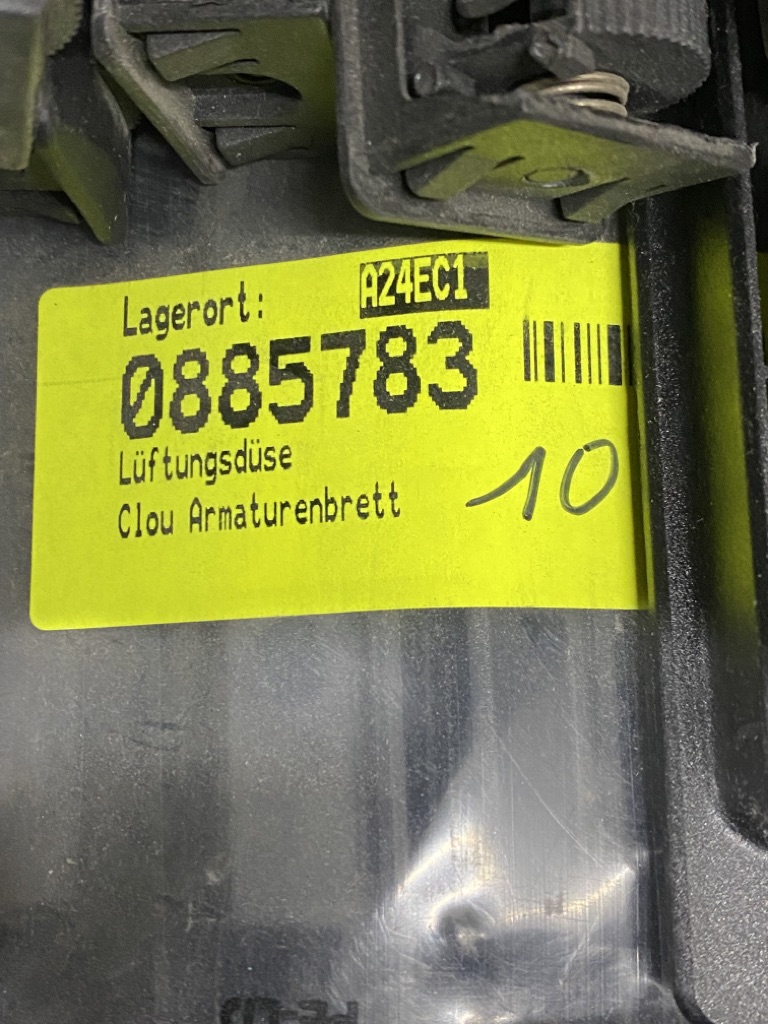 Lagerort: A24EC1
0885783
Lüftungsdüse
Clou Armaturenbrett
10